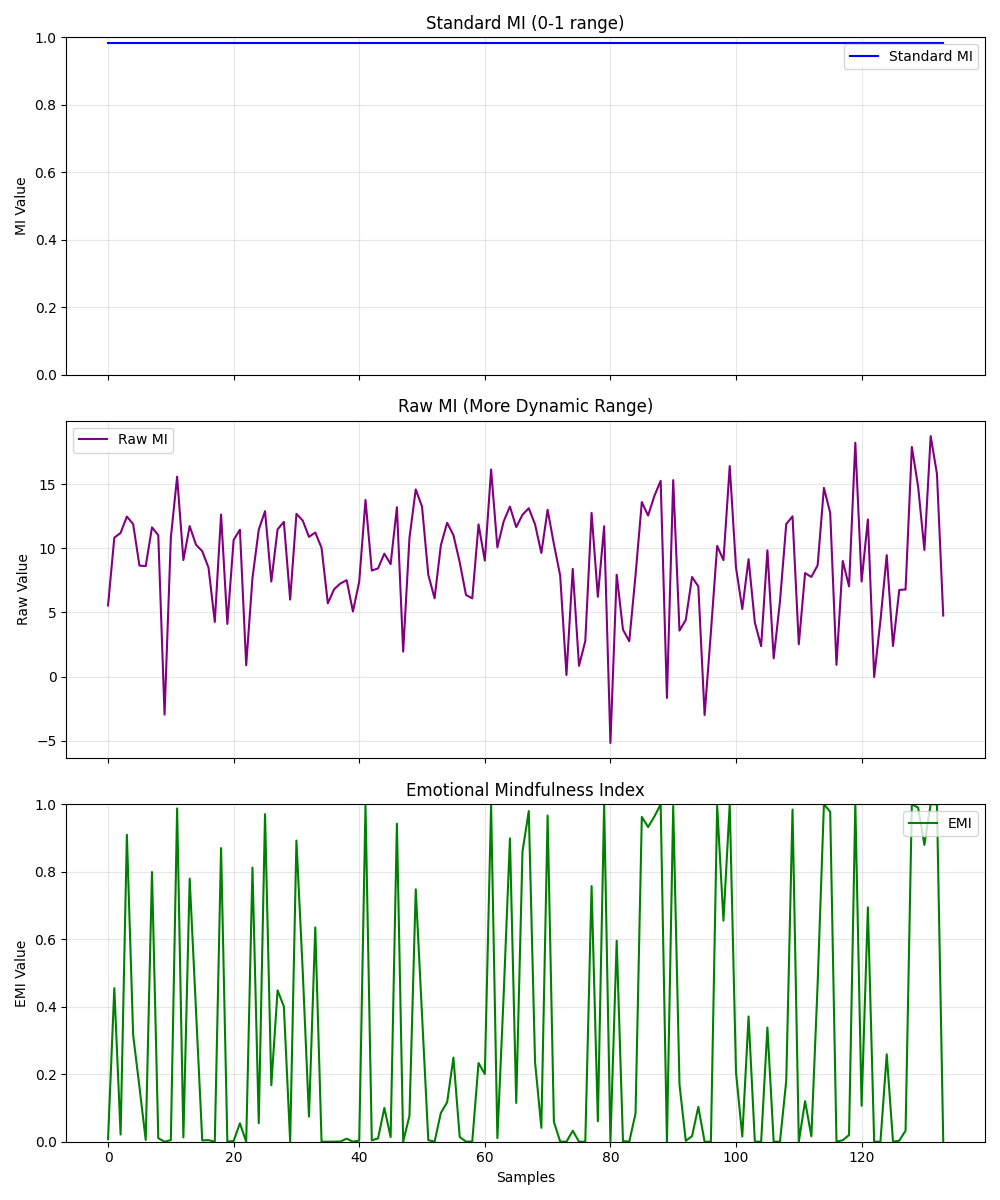 Standard MI (0-1 range)
1.0
0.8
0.6
0.4
0.2
0.0
MI Value
Standard MI
Raw MI (More Dynamic Range)
15
10
5
0
−5
Raw Value
Raw MI
Emotional Mindfulness Index
1.0
0.8
0.6
0.4
0.2
0.0
EMI Value
EMI
0 20 40 60 80 100 120
Samples